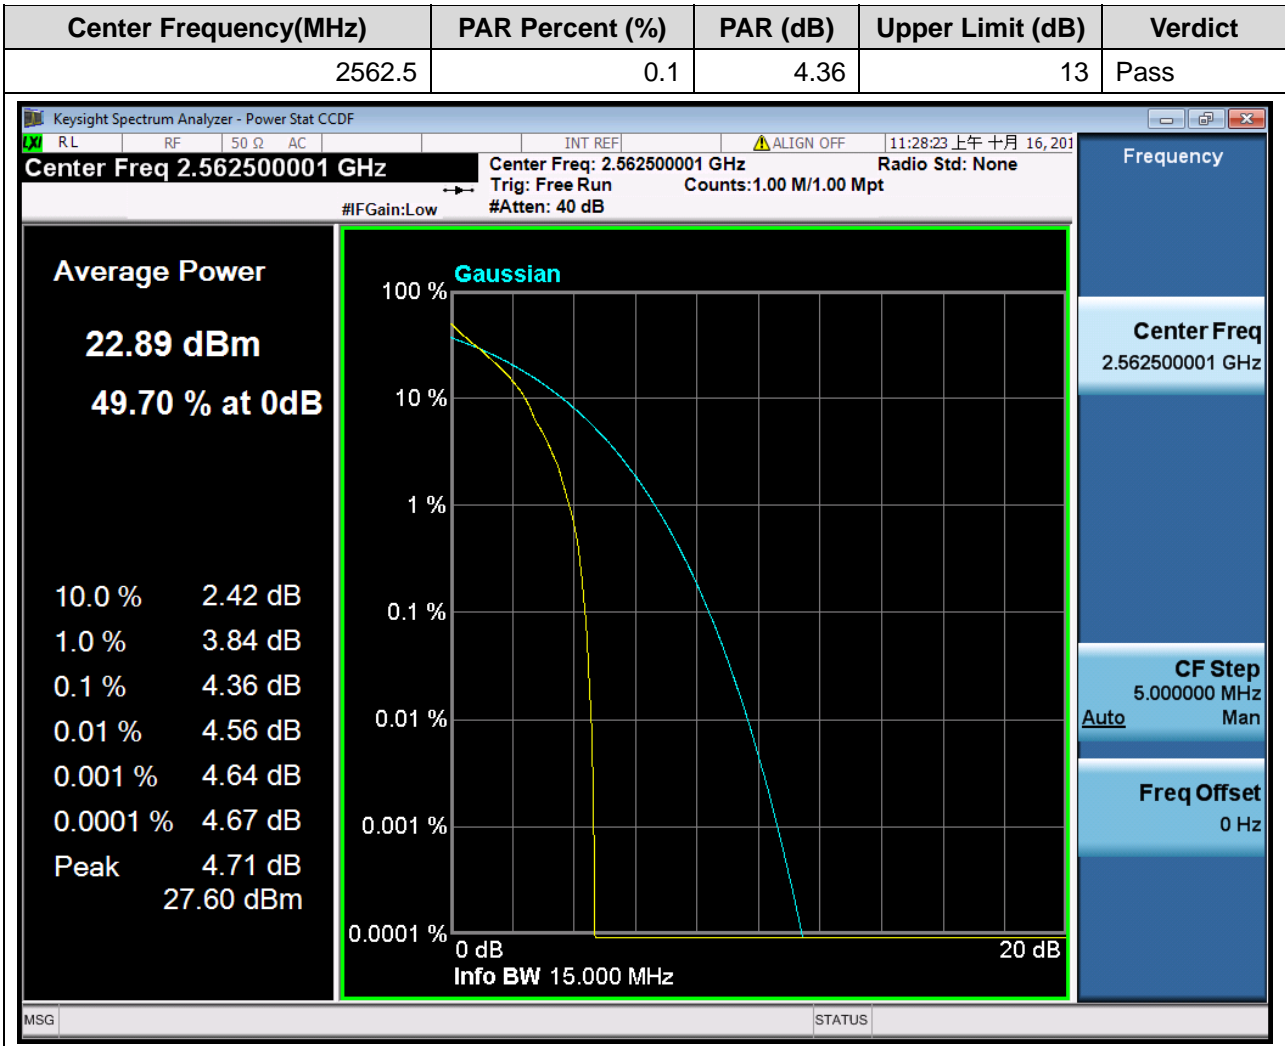 Center Frequency(MHz) PAR Percent (%) PAR (dB) Upper Limit (dB) Verdict
2562.5 0.1 4.36 13 Pass
Keysight Spectrum Analyzer - Power Stat CCDF
LXI RL RF 50 Ω AC INT REF ALIGN OFF 11:28:23 上午 十月 16, 201
Center Freq 2.562500001 GHz
Center Freq: 2.562500001 GHz Radio Std: None
Trig: Free Run Counts:1.00 M/1.00 Mpt
#IFGain:Low #Atten: 40 dB
Average Power
22.89 dBm
49.70 % at 0dB
10.0 % 2.42 dB
1.0 % 3.84 dB
0.1 % 4.36 dB
0.01 % 4.56 dB
0.001 % 4.64 dB
0.0001 % 4.67 dB
Peak 4.71 dB
27.60 dBm
Gaussian
100 %
10 %
1 %
0.1 %
0.01 %
0.001 %
0.0001 %
0 dB 20 dB
Info BW 15.000 MHz
Frequency
Center Freq
2.562500001 GHz
CF Step
5.000000 MHz
Auto Man
Freq Offset
0 Hz
MSG STATUS